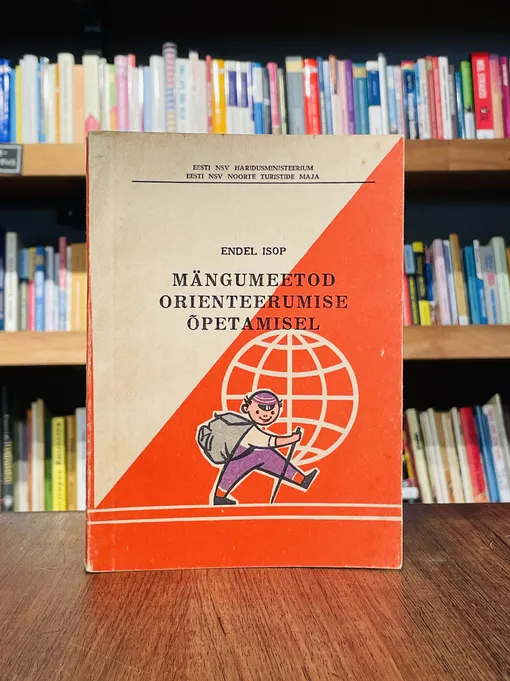 EESTI NSV HARIDUSMINISTEERIUM
EESTI NSV NOORTE TURISTIDE MAJA
ENDEL ISOP
MÄNGUMEETOD
ORIENTEERUMISE
ÕPETAMISEL